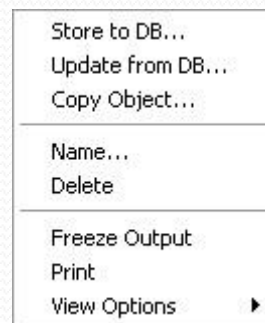 Store to DB...
Update from DB...
Copy Object...
Name...
Delete
Freeze Output
Print
View Options